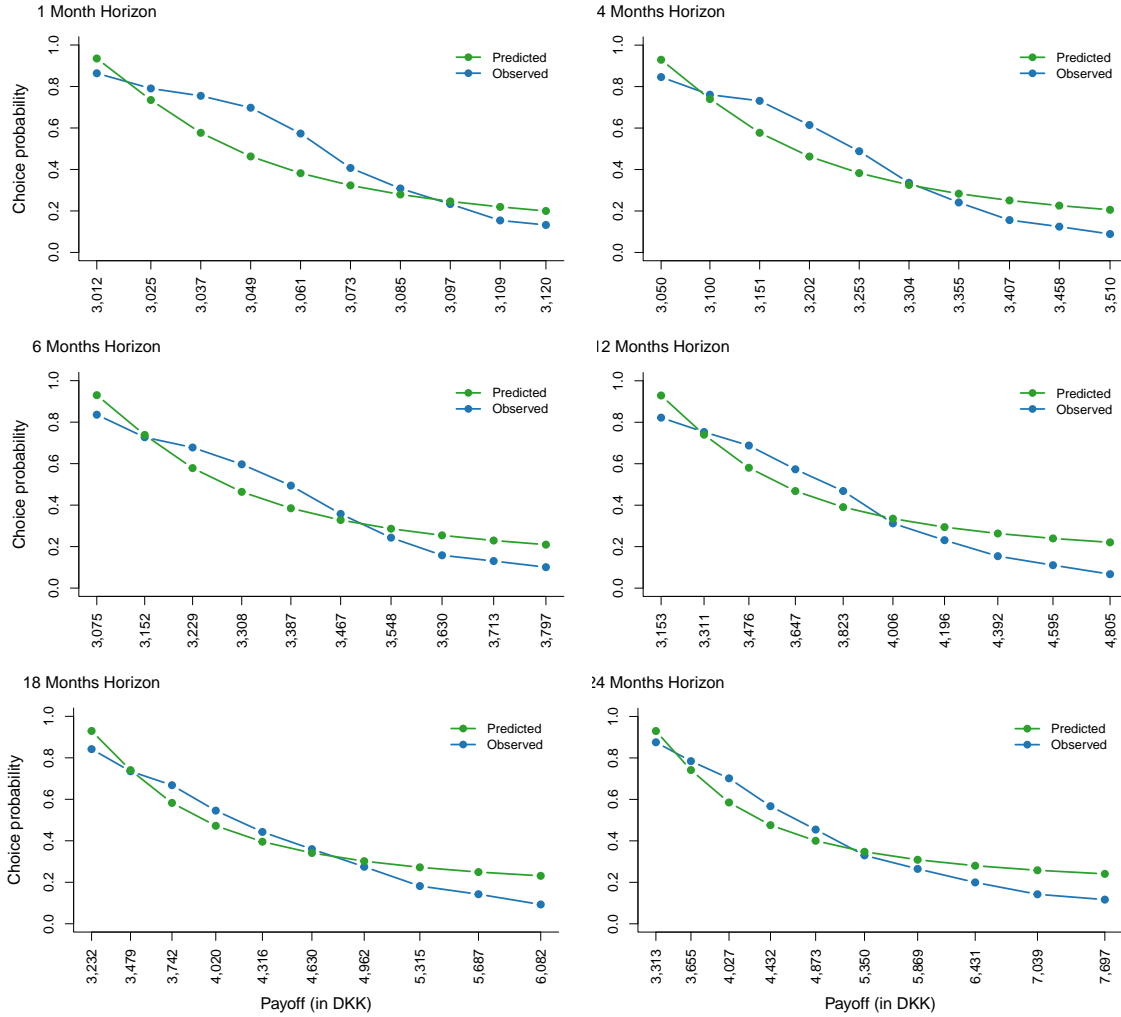 1 Month Horizon
Choice probability
0.0 0.2 0.4 0.6 0.8 1.0
Predicted
Observed
3,012 3,025 3,037 3,049 3,061 3,073 3,085 3,097 3,109 3,120
4 Months Horizon
0.0 0.2 0.4 0.6 0.8 1.0
Predicted
Observed
3,050 3,100 3,151 3,202 3,253 3,304 3,355 3,407 3,458 3,510
6 Months Horizon
Choice probability
0.0 0.2 0.4 0.6 0.8 1.0
Predicted
Observed
3,075 3,152 3,229 3,308 3,387 3,467 3,548 3,630 3,713 3,797
12 Months Horizon
0.0 0.2 0.4 0.6 0.8 1.0
Predicted
Observed
3,153 3,311 3,476 3,647 3,823 4,006 4,196 4,392 4,595 4,805
18 Months Horizon
Choice probability
0.0 0.2 0.4 0.6 0.8 1.0
Predicted
Observed
3,232 3,479 3,742 4,020 4,316 4,630 4,962 5,315 5,687 6,082
Payoff (in DKK)
24 Months Horizon
0.0 0.2 0.4 0.6 0.8 1.0
Predicted
Observed
3,313 3,655 4,027 4,432 4,873 5,350 5,869 6,431 7,039 7,697
Payoff (in DKK)